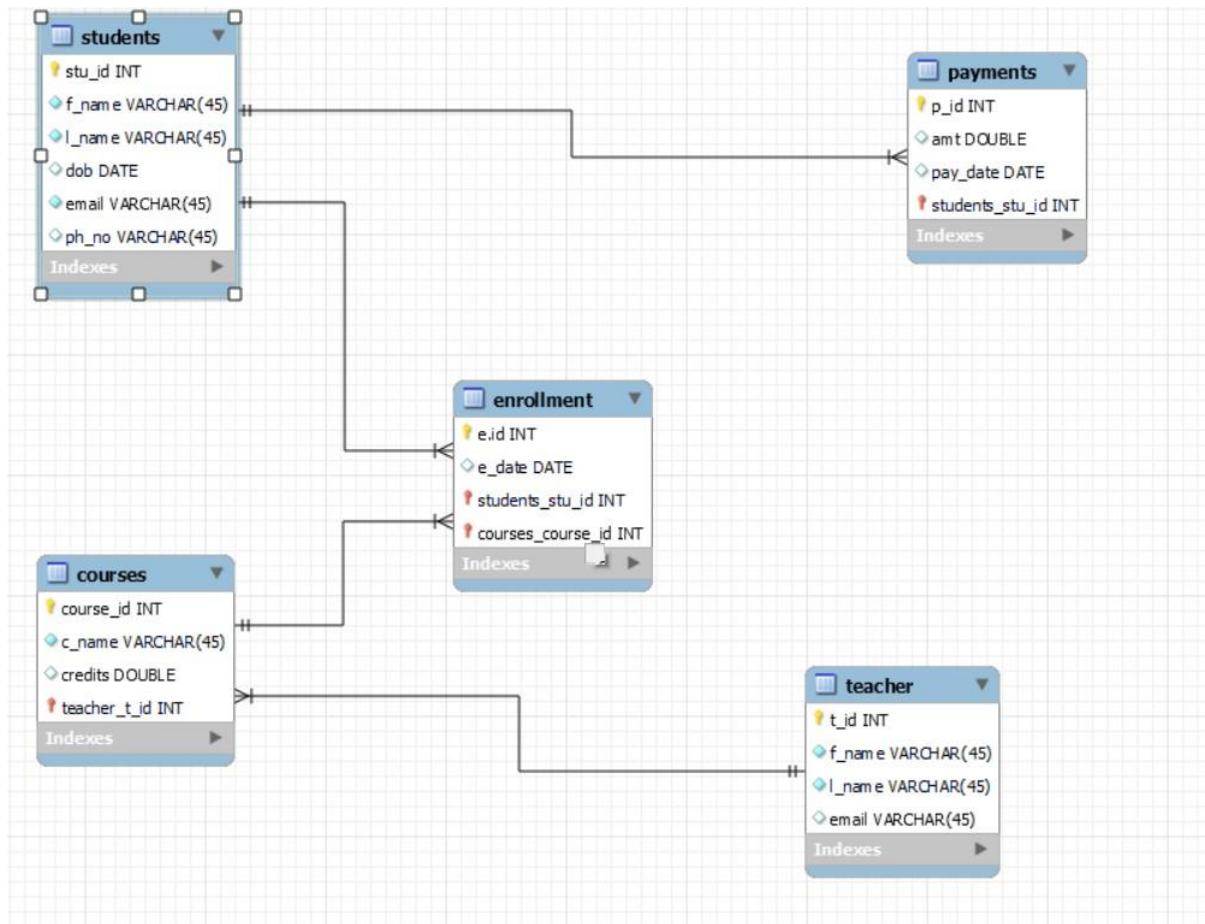 students
stu_id INT
f_name VARCHAR(45)
l_name VARCHAR(45)
dob DATE
email VARCHAR(45)
ph_no VARCHAR(45)
Indexes
payments
p_id INT
amt DOUBLE
pay_date DATE
students_stu_id INT
Indexes
enrollment
e.id INT
e_date DATE
students_stu_id INT
courses_course_id INT
Indexes
courses
course_id INT
c_name VARCHAR(45)
credits DOUBLE
teacher_t_id INT
Indexes
teacher
t_id INT
f_name VARCHAR(45)
l_name VARCHAR(45)
email VARCHAR(45)
Indexes